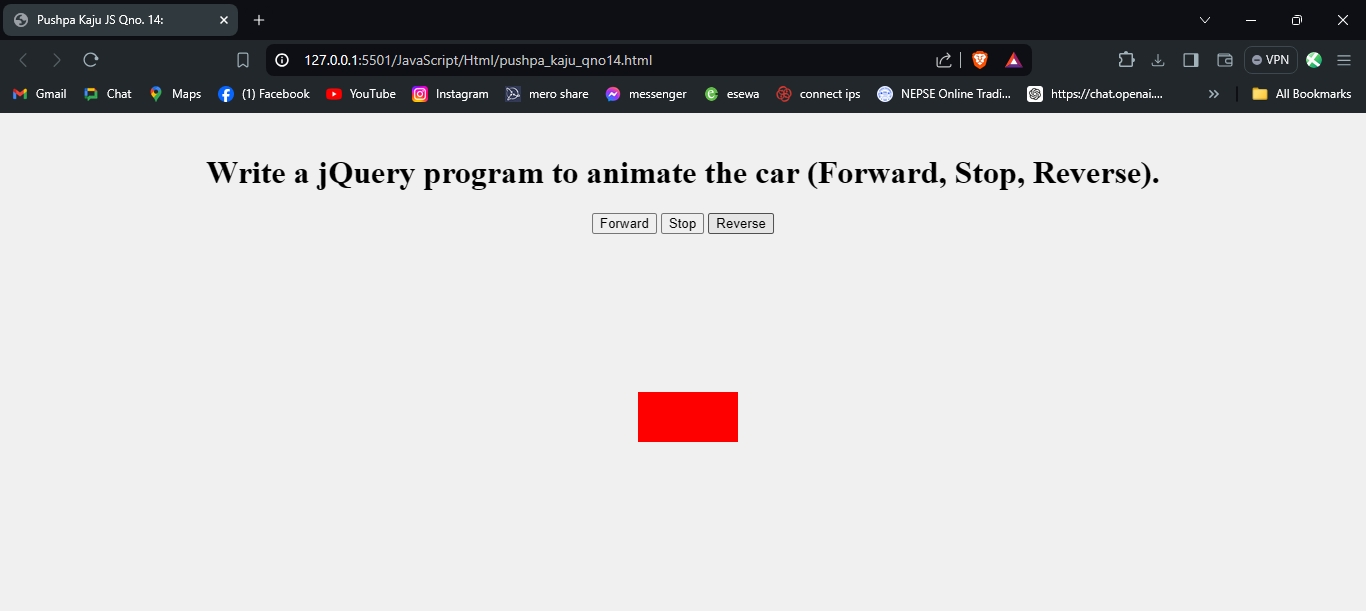 Pushpa Kaju JS Qno. 14:
127.0.0.1:5501/JavaScript/Html/pushpa_kaju_qno14.html
VPN
Gmail Chat Maps (1) Facebook YouTube Instagram mero share messenger esewa connect ips NEPSE Online Tradi... https://chat.openai.... » All Bookmarks
Write a jQuery program to animate the car (Forward, Stop, Reverse).
Forward Stop Reverse